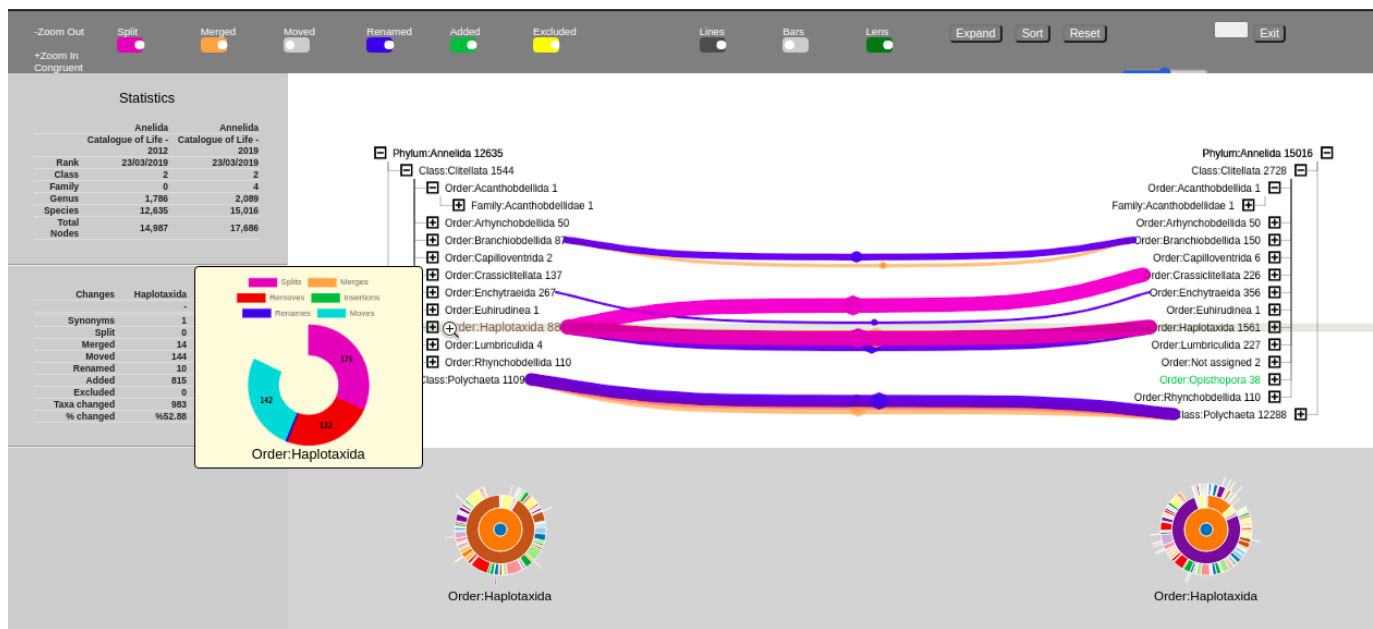 -Zoom Out Split Merged Moved Renamed Added Excluded Lines Bars Lens Expand Sort Reset Exit
+Zoom In
Congruent
Statistics
Anelida Annelida
Catalogue of Life - Catalogue of Life -
2012 2019
Rank 23/03/2019 23/03/2019
Class 2 2
Family 0 4
Genus 1,786 2,089
Species 12,635 15,016
Total
Nodes 14,987 17,686
Changes Haplotaxida
-
Synonyms 1
Split 0
Merged 14
Moved 144
Renamed 10
Added 815
Excluded 0
Taxa changed 983
% changed %52.88
Splits Merges
Removes Insertions
Renames Moves
175
142
132
Order:Haplotaxida
Phylum:Annelida 12635
Class:Clitellata 1544
Order:Acanthobdellida 1
Family:Acanthobdellidae 1
Order:Arhynchobdellida 50
Order:Branchiobdellida 87
Order:Capilloventrida 2
Order:Crassiclitellata 137
Order:Enchytraeida 267
Order:Euhirudinea 1
der:Haplotaxida 88
Order:Lumbriculida 4
Order:Rhynchobdellida 110
Class:Polychaeta 1109
Phylum:Annelida 15016
Class:Clitellata 2728
Order:Acanthobdellida 1
Family:Acanthobdellidae 1
Order:Arhynchobdellida 50
Order:Branchiobdellida 150
Order:Capilloventrida 6
Order:Crassiclitellata 226
Order:Enchytraeida 356
Order:Euhirudinea 1
Order:Haplotaxida 1561
Order:Lumbriculida 227
Order:Not assigned 2
Order:Opisthopora 38
Order:Rhynchobdellida 110
Class:Polychaeta 12288
Order:Haplotaxida Order:Haplotaxida